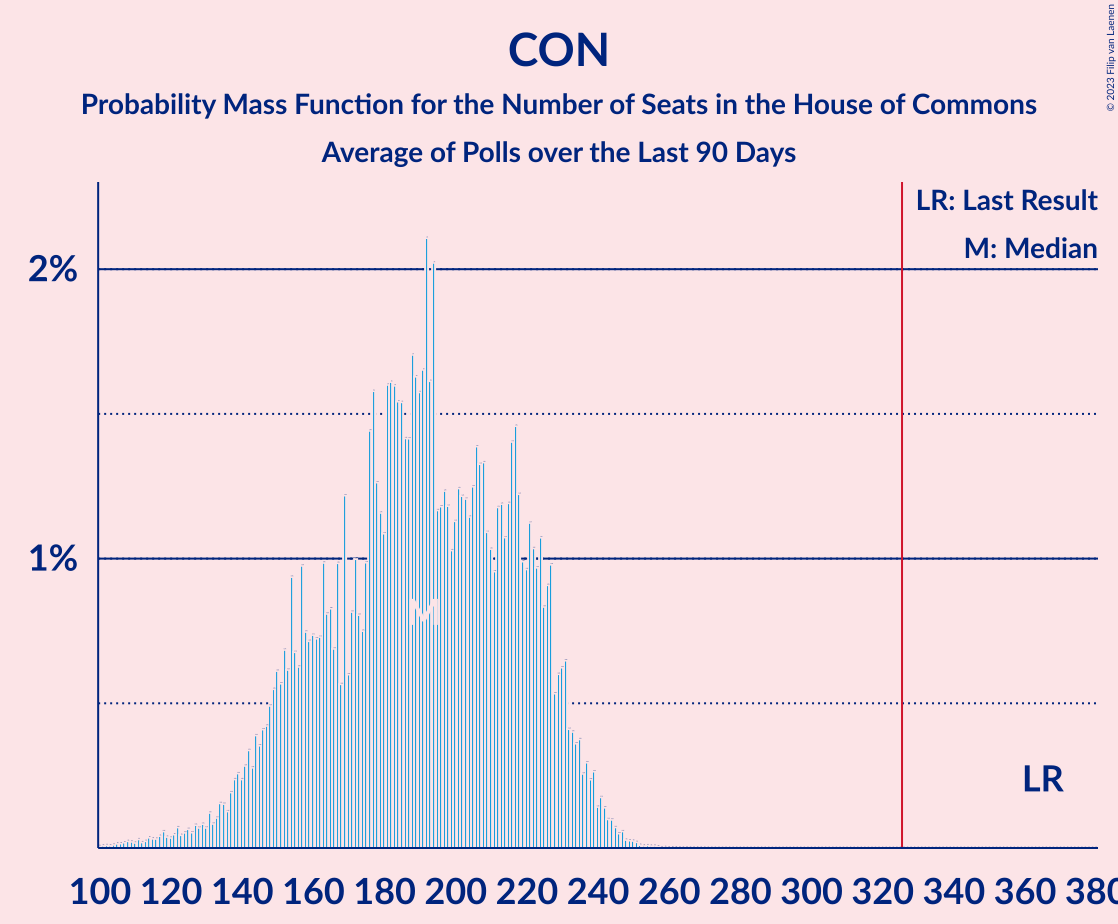 CON
Probability Mass Function for the Number of Seats in the House of Commons
Average of Polls over the Last 90 Days
© 2023 Filip van Laenen
LR: Last Result
M: Median
2%
1%
M
LR
100 120 140 160 180 200 220 240 260 280 300 320 340 360 380